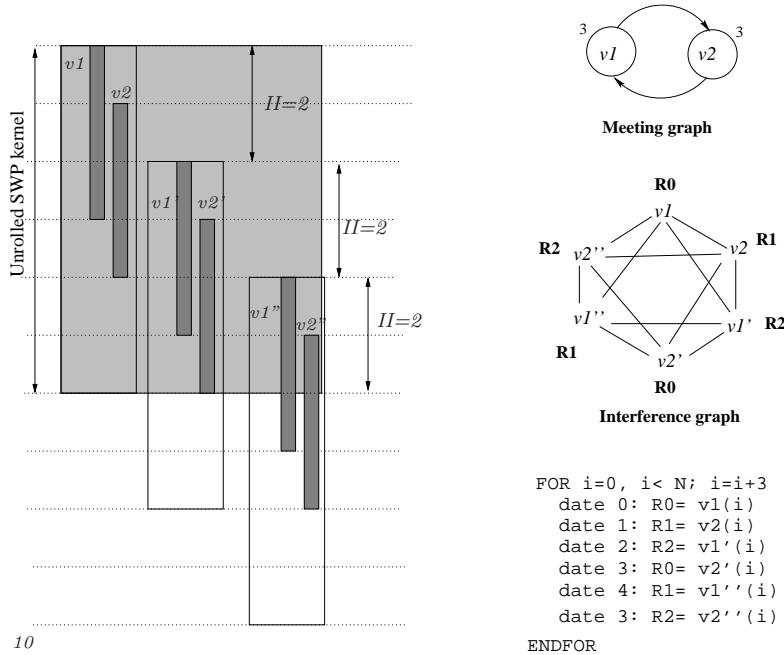 Unrolled SWP kernel
v1
v2
II=2
v1'
v2'
II=2
v1"
v2"
II=2
10
3
v1
v2
3
Meeting graph
R0
v1
R2
v2''
v2
R1
v1''
v1'
R2
R1
v2'
R0
Interference graph
FOR i=0, i< N; i=i+3
date 0: R0= v1(i)
date 1: R1= v2(i)
date 2: R2= v1'(i)
date 3: R0= v2'(i)
date 4: R1= v1''(i)
date 3: R2= v2''(i)
ENDFOR